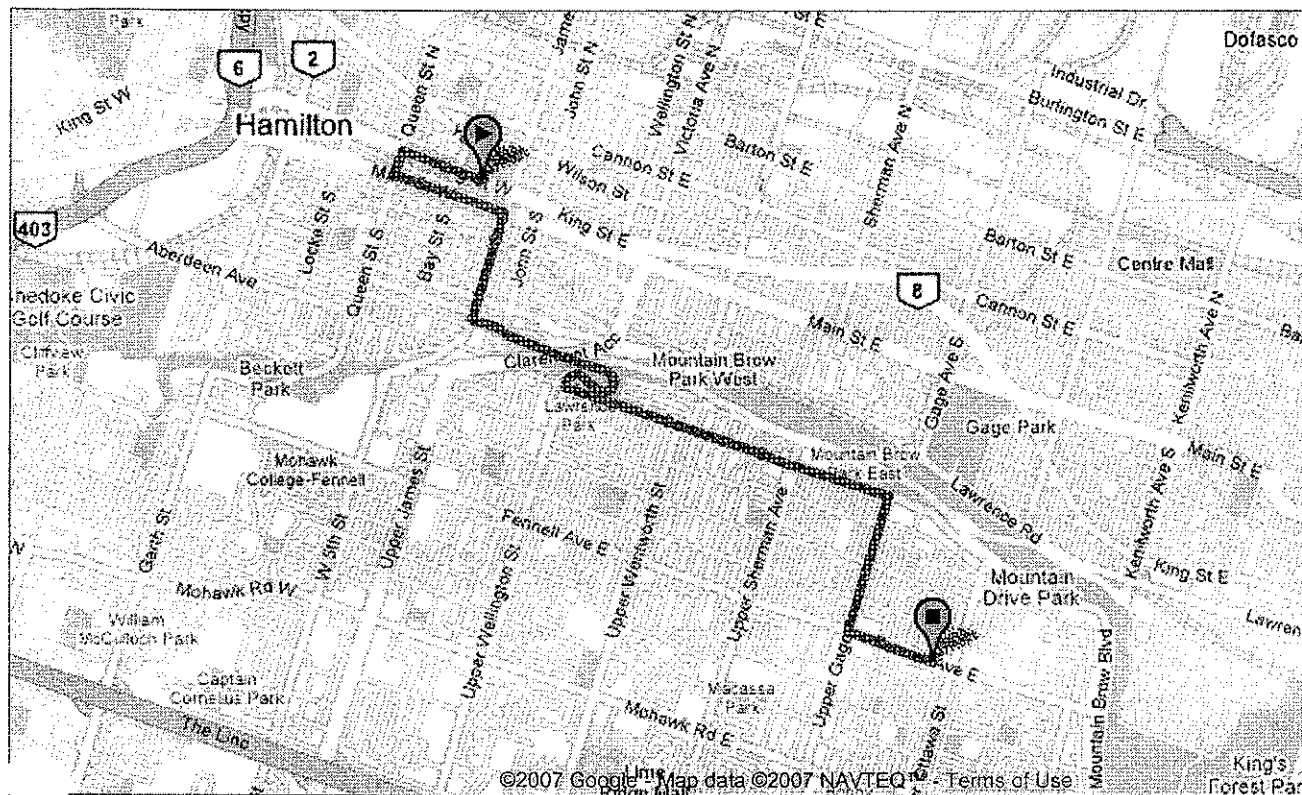 Park
6
2
King St W
Hamilton
Queen St N
John St N
Wellington St N
Victoria Ave N
Dofasco
Industrial Dr.
Burlington St E
Sherman Ave N
Barton St E
Cannon St E
Wilson St
King St E
403
Aberdeen Ave
Locke St S
Queen St S
Bay St S
John St S
Barton St E
Centre Mall
8
Cannon St E
Main St E
Golf Course
Cliffview
Park
Beckett
Park
Mountain Brow
Park West
Lawrence
Park
Gage Ave S
Gage Park
Kenilworth Ave N
Main St E
Mohawk
College-Fennell
Mountain Brow
Park East
Lawrence Rd
Kenilworth Ave S
King St E
Garth St
W 5th St
Upper James St
Fennell Ave E
Upper Wentworth St
Upper Sherman Ave
Mountain
Drive Park
Mohawk Rd W
William
McCulloch Park
Upper Wellington St
Upper Gage
Ave E
Captain
Cornelius Park
Macassa
Park
The Linc
Mohawk Rd E
Ottawa St
Mountain Brow Blvd
King's
Forest Par
©2007 Google - Map data ©2007 NAVTEQ™ - Terms of Use